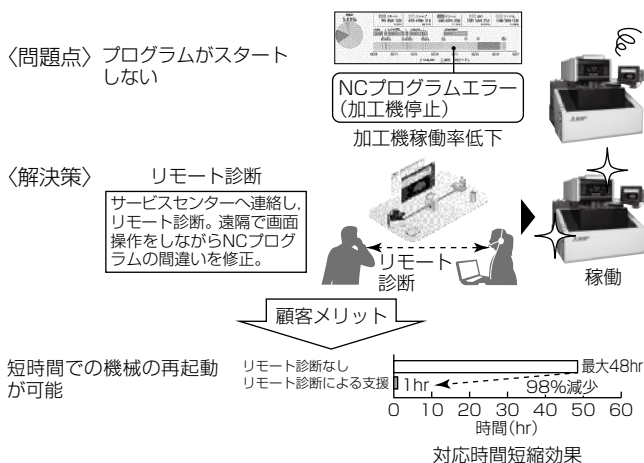 〈問題点〉 プログラムがスタート
しない
NCプログラムエラー
(加工機停止)
加工機稼働率低下
〈解決策〉 リモート診断
サービスセンターへ連絡し,
リモート診断。遠隔で画面
操作をしながらNCプログ
ラムの間違いを修正。
リモート
診断
稼働
顧客メリット
短時間での機械の再起動
が可能
リモート診断なし
最大48hr
リモート診断による支援
1hr
98%減少
0 10 20 30 40 50 60
時間(hr)
対応時間短縮効果